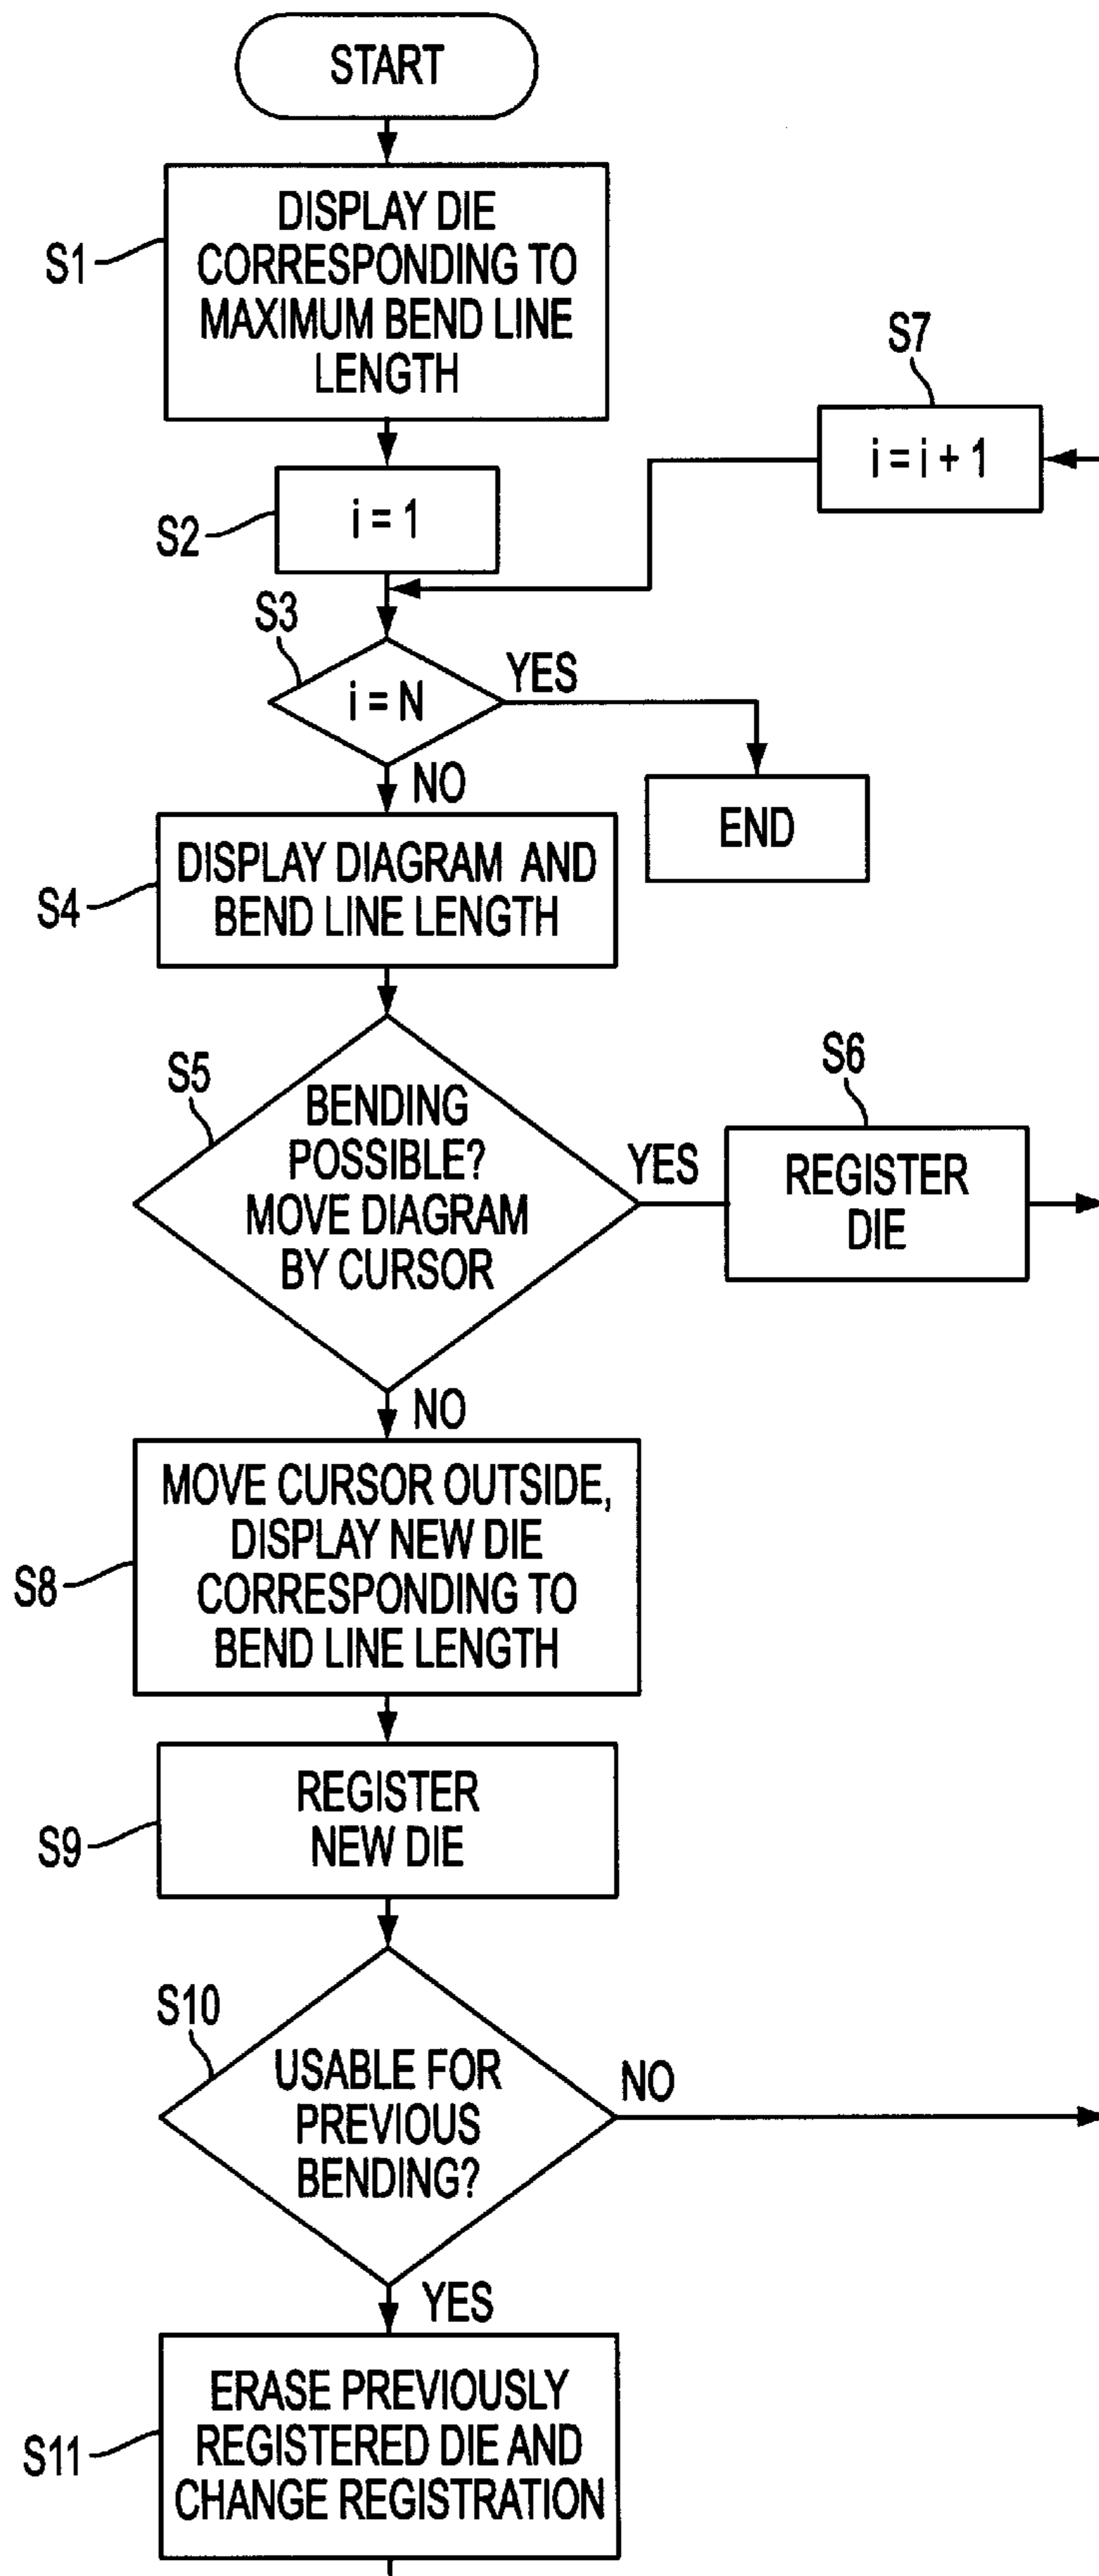 START
S1
DISPLAY DIE
CORRESPONDING TO
MAXIMUM BEND LINE
LENGTH
S7
i = i + 1
S2
i = 1
S3
i = N
YES
NO
END
S4
DISPLAY DIAGRAM AND
BEND LINE LENGTH
S5
BENDING
POSSIBLE?
MOVE DIAGRAM
BY CURSOR
YES
S6
REGISTER
DIE
NO
S8
MOVE CURSOR OUTSIDE,
DISPLAY NEW DIE
CORRESPONDING TO
BEND LINE LENGTH
S9
REGISTER
NEW DIE
S10
USABLE FOR
PREVIOUS
BENDING?
NO
YES
S11
ERASE PREVIOUSLY
REGISTERED DIE AND
CHANGE REGISTRATION